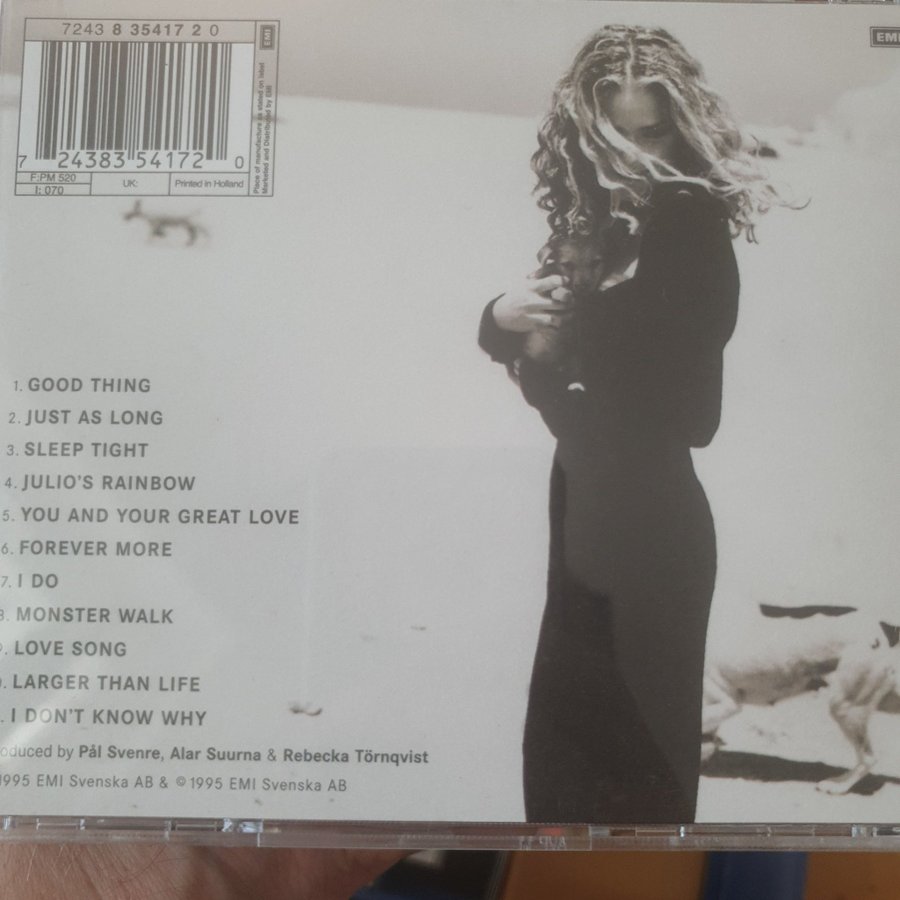 7243 8 35417 2 0
EMI
Place of manufacture as stated on label
Marketed and Distributed by EMI
7 24383 54172 0
F:PM 520
I: 070
UK:
Printed in Holland
EMI
1. GOOD THING
2. JUST AS LONG
3. SLEEP TIGHT
4. JULIO'S RAINBOW
5. YOU AND YOUR GREAT LOVE
6. FOREVER MORE
7. I DO
8. MONSTER WALK
9. LOVE SONG
0. LARGER THAN LIFE
. I DON'T KNOW WHY
oduced by Pål Svenre, Alar Suurna & Rebecka Törnqvist
1995 EMI Svenska AB & © 1995 EMI Svenska AB